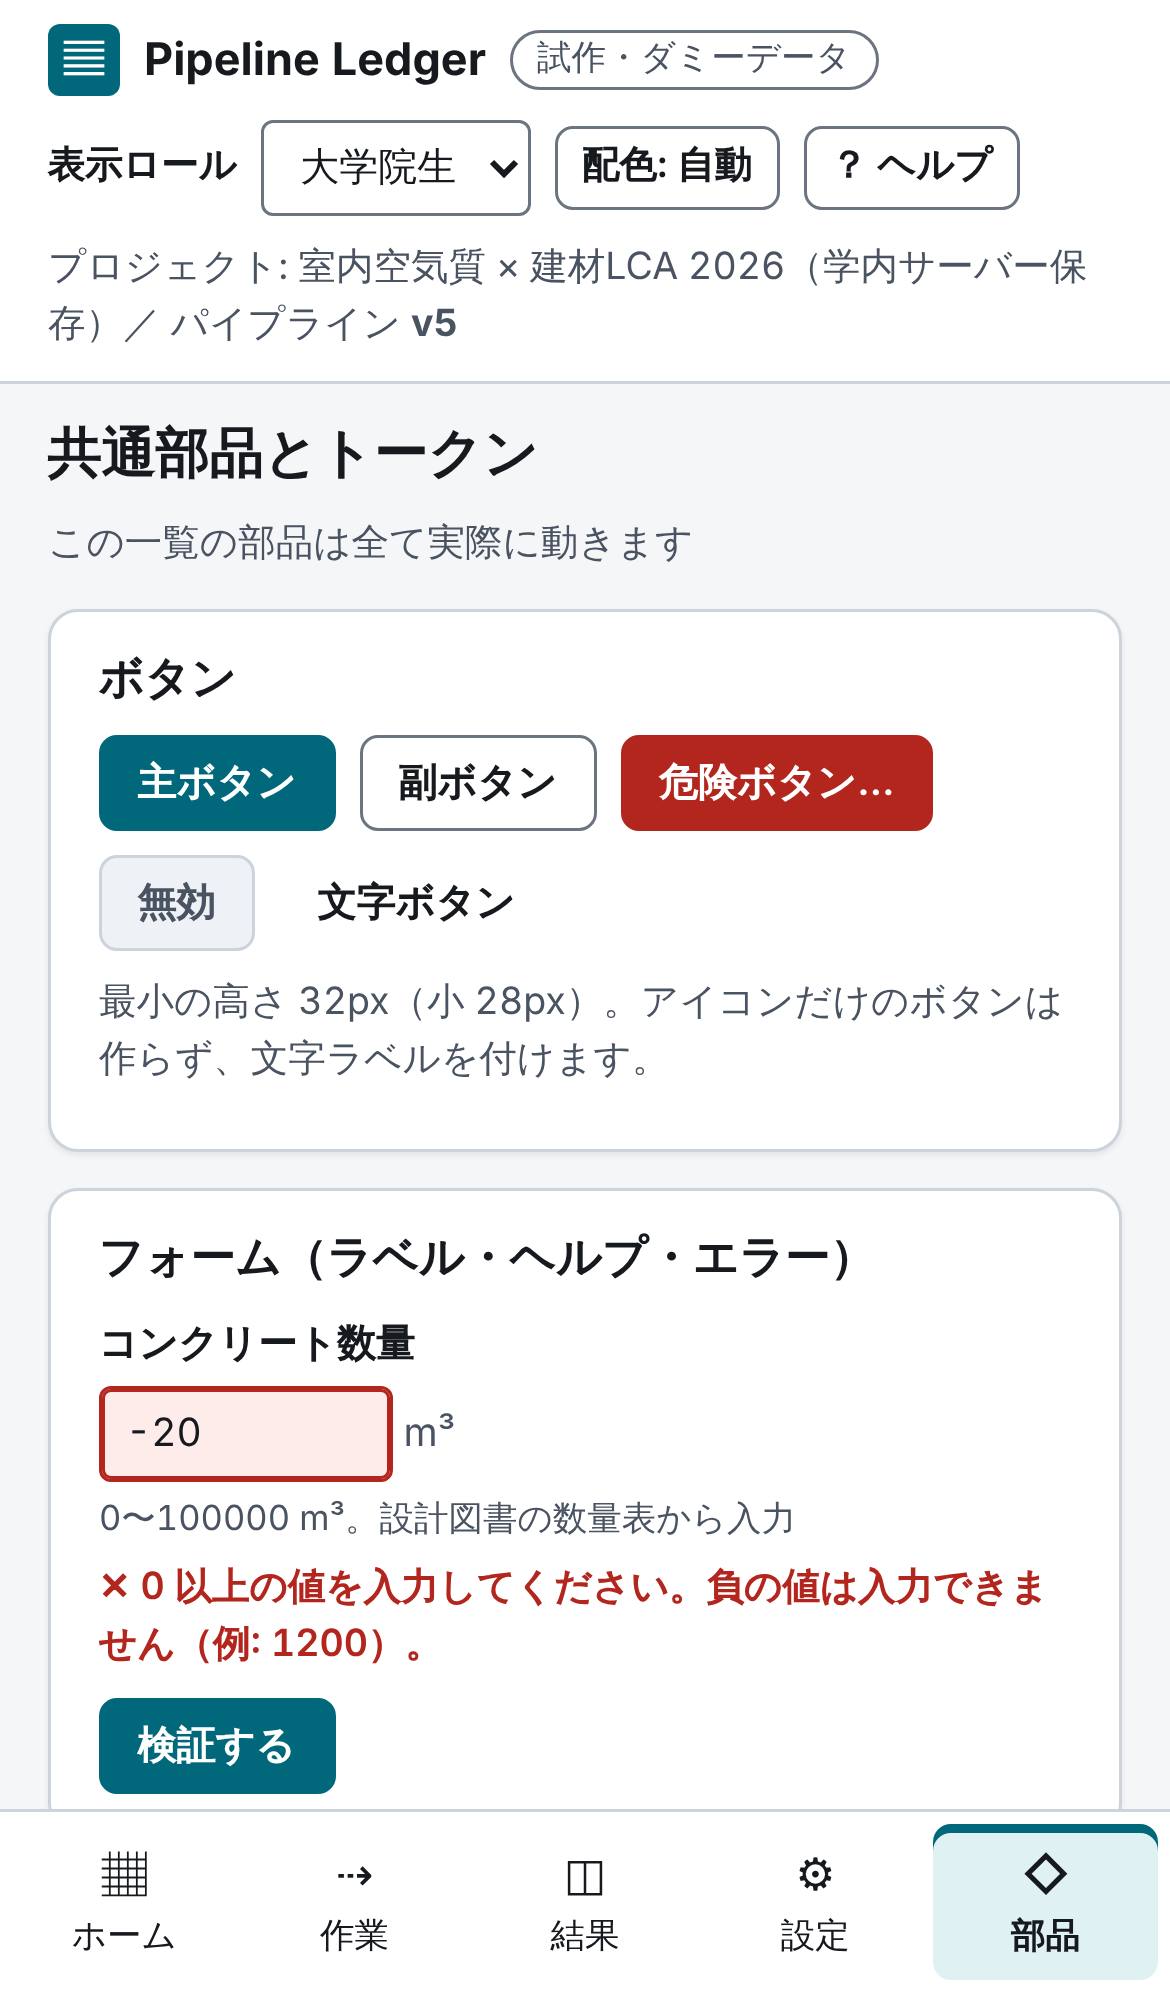 Pipeline Ledger 試作・ダミーデータ
表示ロール 大学院生 配色: 自動 ? ヘルプ
プロジェクト: 室内空気質 × 建材LCA 2026（学内サーバー保
存）／ パイプライン v5
共通部品とトークン
この一覧の部品は全て実際に動きます
ボタン
主ボタン 副ボタン 危険ボタン…
無効 文字ボタン
最小の高さ 32px（小 28px）。アイコンだけのボタンは
作らず、文字ラベルを付けます。
フォーム（ラベル・ヘルプ・エラー）
コンクリート数量
-20 m³
0〜100000 m³。設計図書の数量表から入力
✕ 0 以上の値を入力してください。負の値は入力できま
せん（例: 1200）。
検証する
ホーム 作業 結果 設定 部品